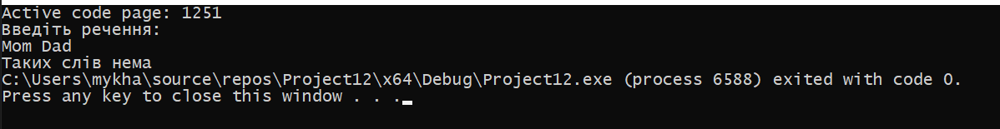 Active code page: 1251
Введіть речення:
Mom Dad
Таких слів нема
C:\Users\mykha\source\repos\Project12\x64\Debug\Project12.exe (process 6588) exited with code 0.
Press any key to close this window . . .